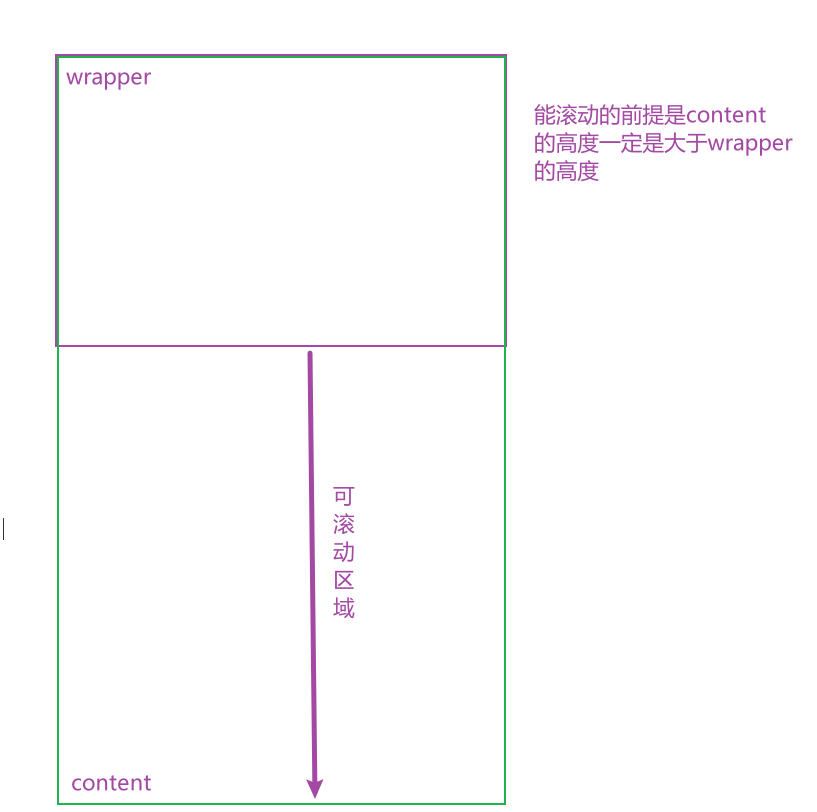 wrapper
能滚动的前提是content
的高度一定是大于wrapper
的高度
可
滚
动
区
域
content